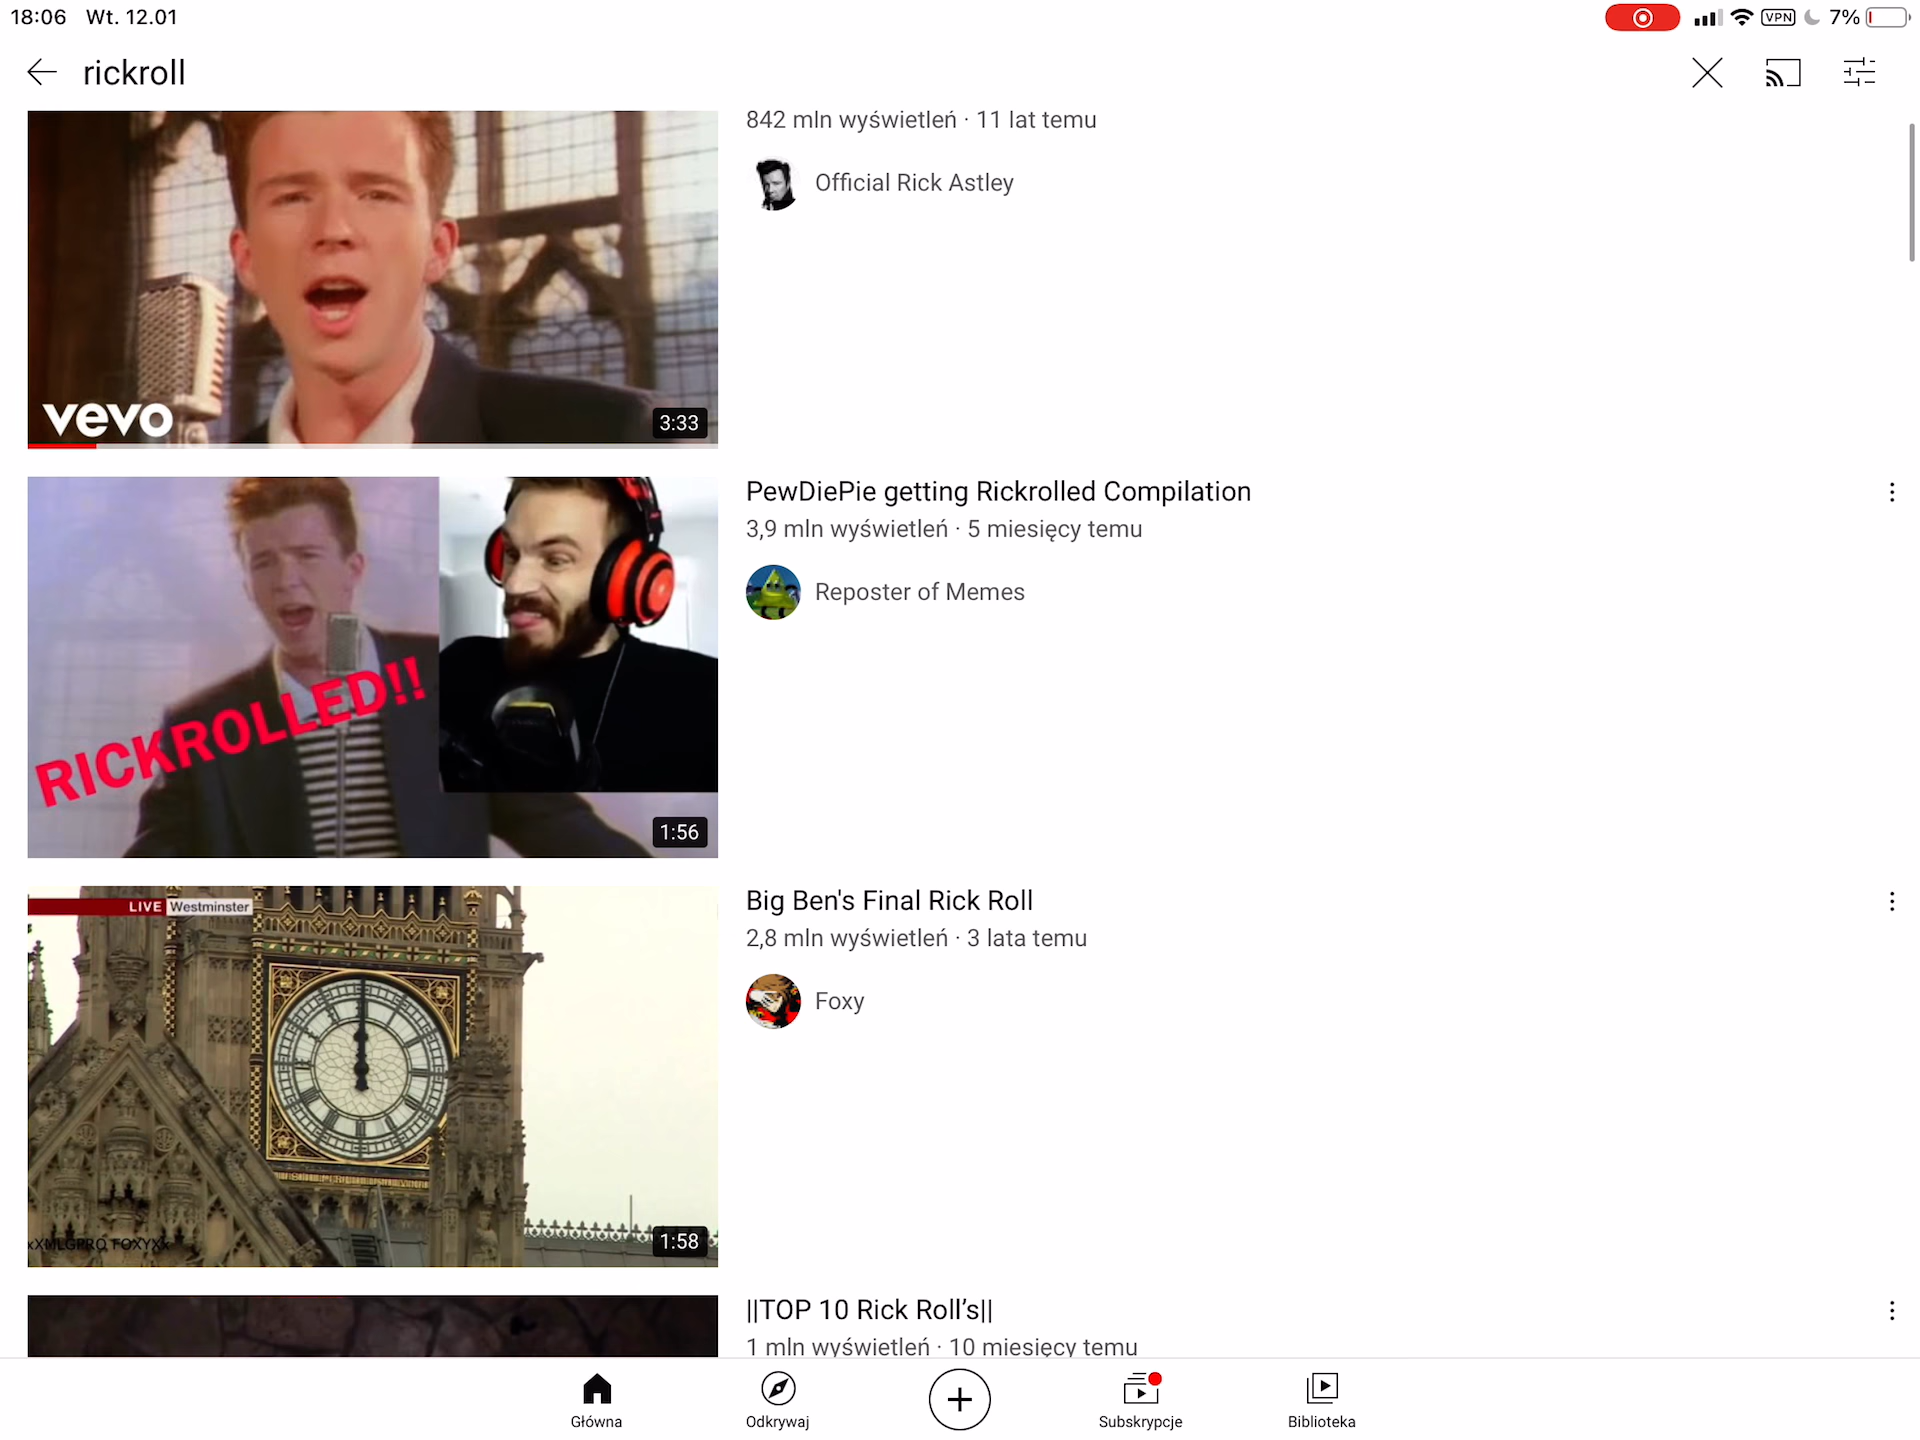 18:06 Wt. 12.01
VPN 7%
rickroll
842 mln wyświetleń · 11 lat temu
Official Rick Astley
vevo
3:33
PewDiePie getting Rickrolled Compilation
3,9 mln wyświetleń · 5 miesięcy temu
Reposter of Memes
RICKROLLED!!
1:56
LIVE Westminster
Big Ben's Final Rick Roll
2,8 mln wyświetleń · 3 lata temu
Foxy
xXMLGPRO FOXYXx
1:58
||TOP 10 Rick Roll’s||
1 mln wyświetleń · 10 miesięcy temu
Główna
Odkrywaj
Subskrypcje
Biblioteka